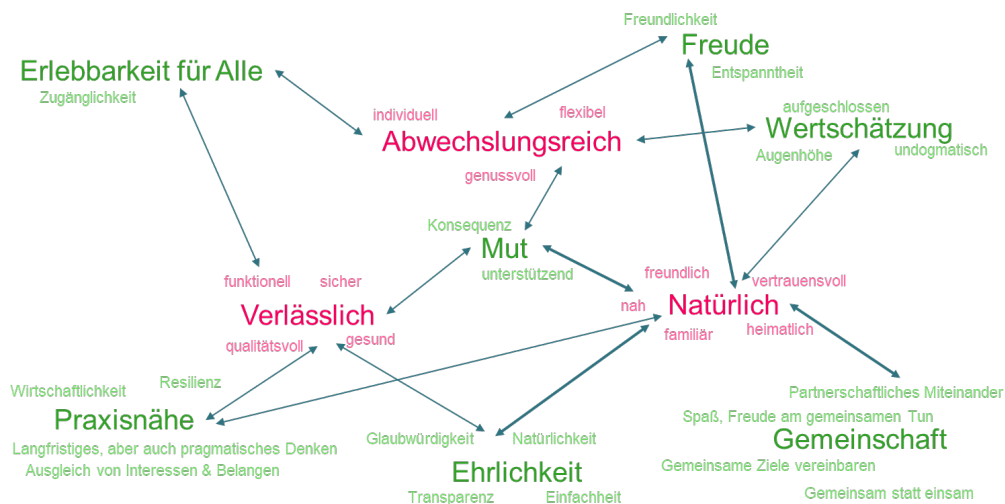 Freundlichkeit
Freude
Entspanntheit
Erlebbarkeit für Alle
Zugänglichkeit
individuell
flexibel
Abwechslungsreich
genussvoll
aufgeschlossen
Wertschätzung
Augenhöhe
undogmatisch
Konsequenz
Mut
unterstützend
funktionell
sicher
Verlässlich
qualitätsvoll
gesund
freundlich
vertrauensvoll
nah
Natürlich
familiär
heimatlich
Wirtschaftlichkeit
Resilienz
Praxisnähe
Langfristiges, aber auch pragmatisches Denken
Ausgleich von Interessen & Belangen
Glaubwürdigkeit
Natürlichkeit
Ehrlichkeit
Transparenz
Einfachheit
Partnerschaftliches Miteinander
Spaß, Freude am gemeinsamen Tun
Gemeinschaft
Gemeinsame Ziele vereinbaren
Gemeinsam statt einsam